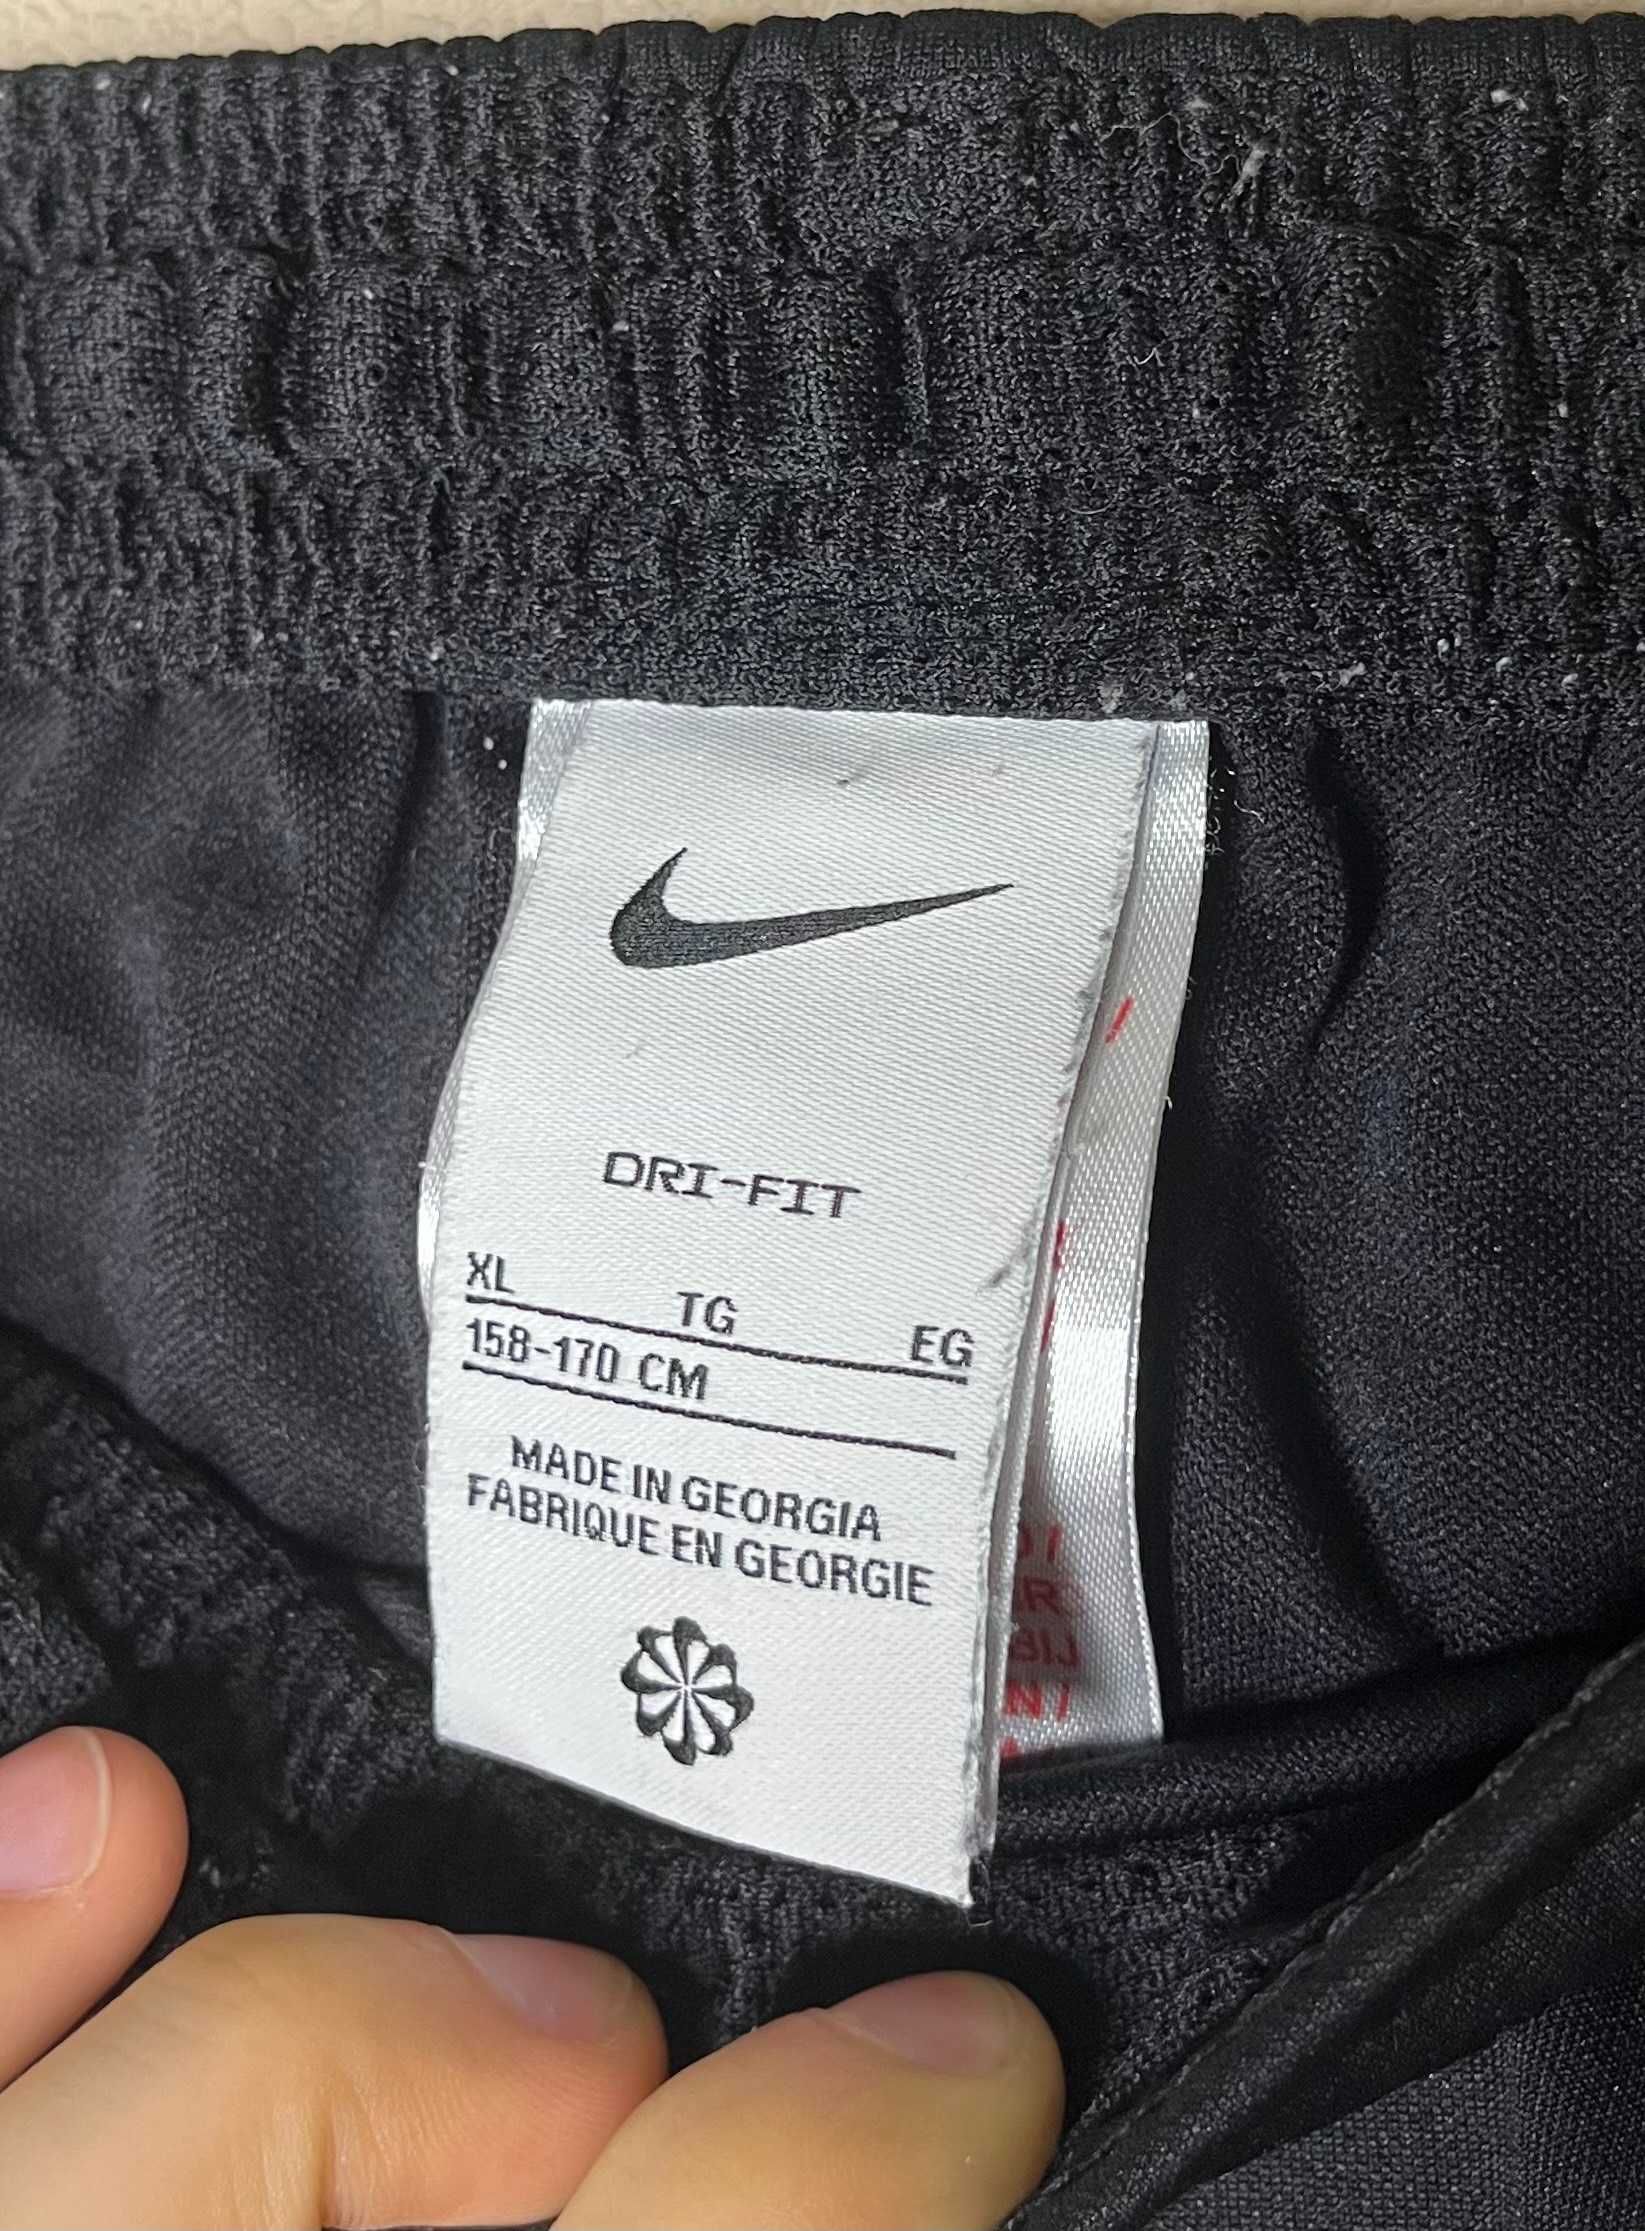 DRI-FIT
XL TG EG
158-170 CM
MADE IN GEORGIA
FABRIQUE EN GEORGIE